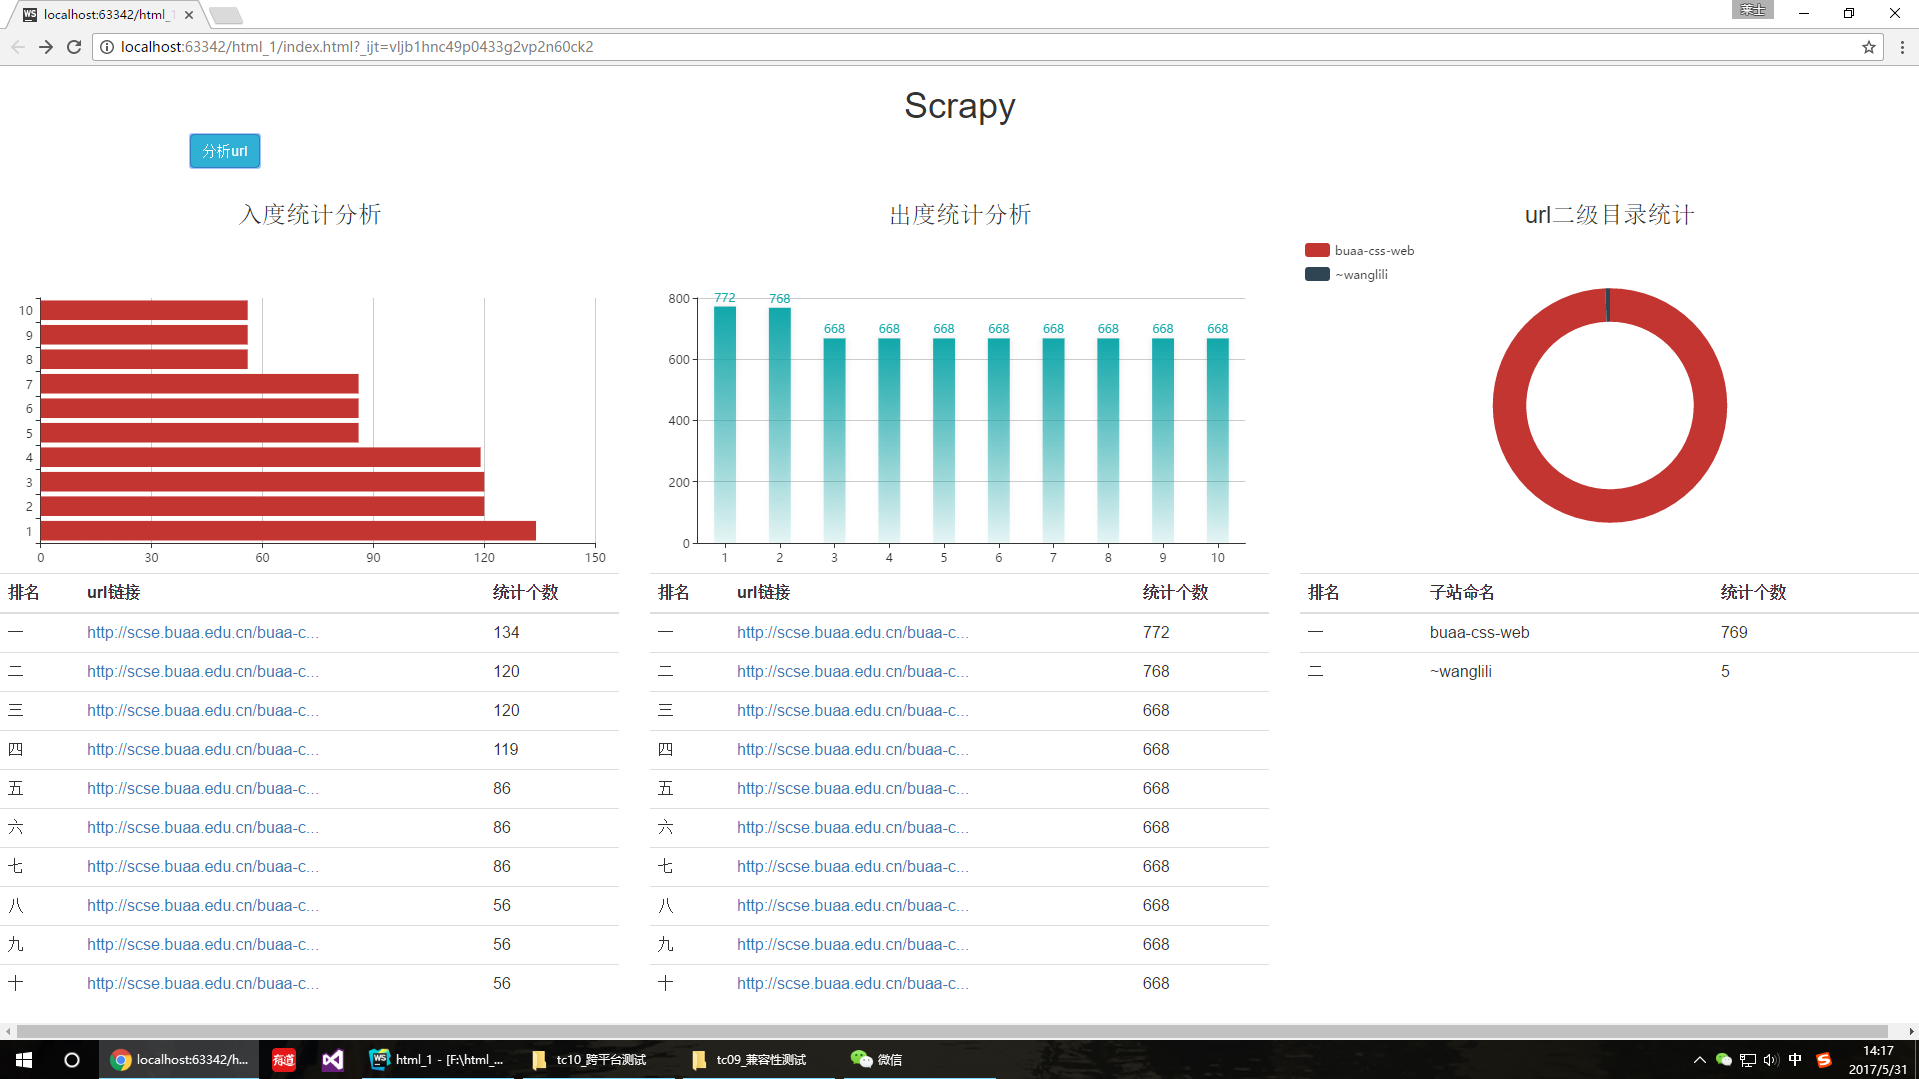 localhost:63342/html_1
莱士
localhost:63342/html_1/index.html?_ijt=vljb1hnc49p0433g2vp2n60ck2
Scrapy
分析url
入度统计分析
10
9
8
7
6
5
4
3
2
1
0 30 60 90 120 150
排名 url链接 统计个数
一 http://scse.buaa.edu.cn/buaa-c... 134
二 http://scse.buaa.edu.cn/buaa-c... 120
三 http://scse.buaa.edu.cn/buaa-c... 120
四 http://scse.buaa.edu.cn/buaa-c... 119
五 http://scse.buaa.edu.cn/buaa-c... 86
六 http://scse.buaa.edu.cn/buaa-c... 86
七 http://scse.buaa.edu.cn/buaa-c... 86
八 http://scse.buaa.edu.cn/buaa-c... 56
九 http://scse.buaa.edu.cn/buaa-c... 56
十 http://scse.buaa.edu.cn/buaa-c... 56
出度统计分析
772 768 668 668 668 668 668 668 668 668
800
600
400
200
0
1 2 3 4 5 6 7 8 9 10
排名 url链接 统计个数
一 http://scse.buaa.edu.cn/buaa-c... 772
二 http://scse.buaa.edu.cn/buaa-c... 768
三 http://scse.buaa.edu.cn/buaa-c... 668
四 http://scse.buaa.edu.cn/buaa-c... 668
五 http://scse.buaa.edu.cn/buaa-c... 668
六 http://scse.buaa.edu.cn/buaa-c... 668
七 http://scse.buaa.edu.cn/buaa-c... 668
八 http://scse.buaa.edu.cn/buaa-c... 668
九 http://scse.buaa.edu.cn/buaa-c... 668
十 http://scse.buaa.edu.cn/buaa-c... 668
url二级目录统计
buaa-css-web
~wanglili
排名 子站命名 统计个数
一 buaa-css-web 769
二 ~wanglili 5
localhost:63342/h... 有道 WS html_1 - [F:\html_... tc10_跨平台测试 tc09_兼容性测试 微信 中 S
14:17
2017/5/31